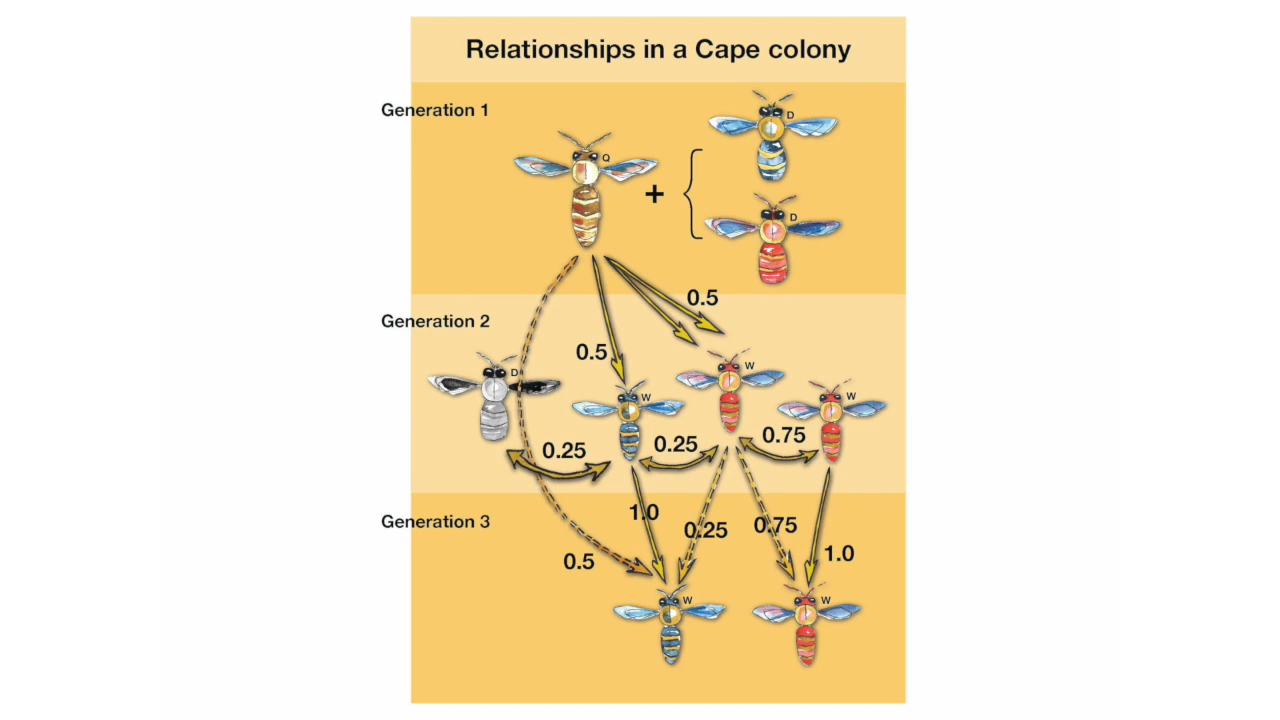 Relationships in a Cape colony
Generation 1
D
Q
+
D
0.5
Generation 2
0.5
D
W
W
W
0.25
0.25
0.75
Generation 3
1.0
0.25
0.75
0.5
1.0
W
W